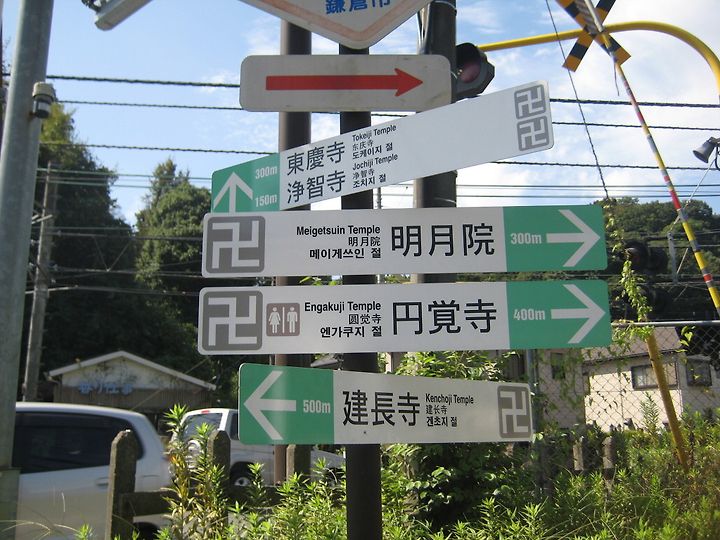 鎌倉市
300m
東慶寺
Tokeiji Temple
东庆寺
도케이지 절
150m
浄智寺
Jochiji Temple
净智寺
조치지 절
Meigetsuin Temple
明月院
메이게쓰인 절
明月院
300m
Engakuji Temple
圆觉寺
엔가쿠지 절
円覚寺
400m
500m
建長寺
Kenchoji Temple
建长寺
겐초지 절